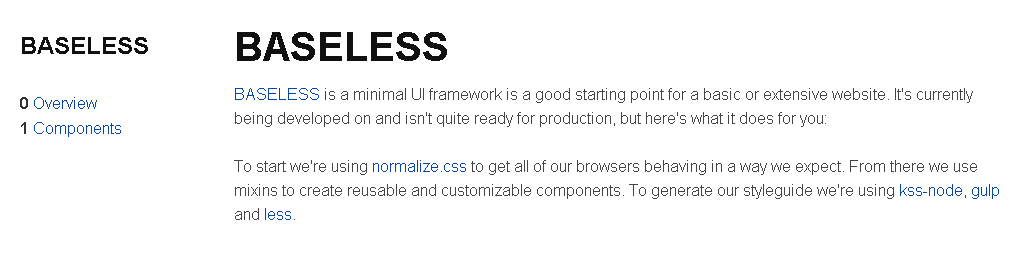 BASELESS
0 Overview
1 Components
BASELESS
BASELESS is a minimal UI framework is a good starting point for a basic or extensive website. It's currently
being developed on and isn't quite ready for production, but here's what it does for you:
To start we're using normalize.css to get all of our browsers behaving in a way we expect. From there we use
mixins to create reusable and customizable components. To generate our styleguide we're using kss-node, gulp
and less.